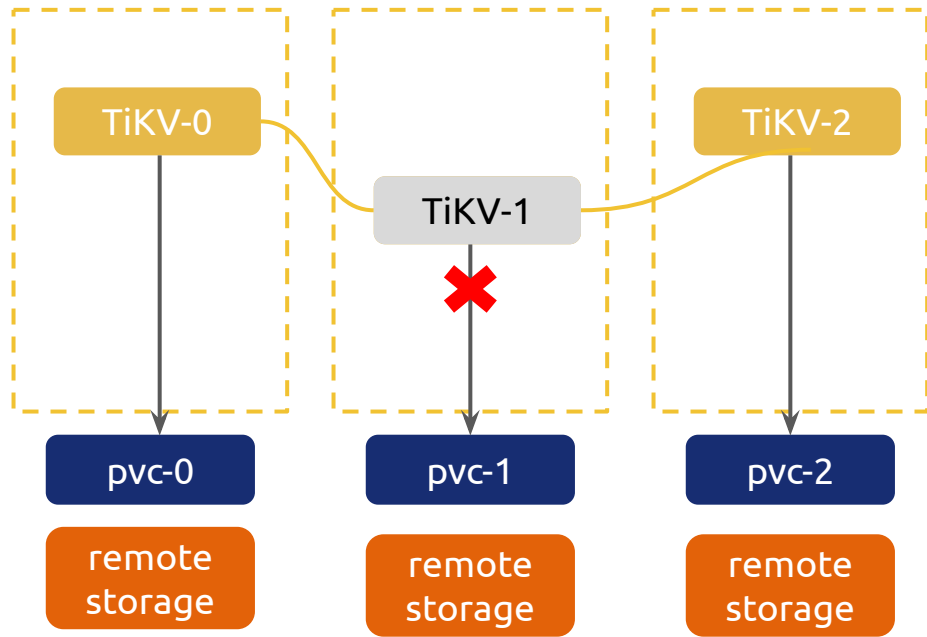 TiKV-0
TiKV-2
TiKV-1
pvc-0
pvc-1
pvc-2
remote
storage
remote
storage
remote
storage